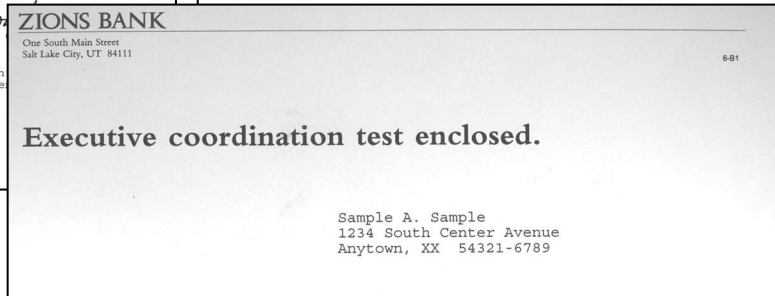 ZIONS BANK
One South Main Street
Salt Lake City, UT 84111
6-B1
Executive coordination test enclosed.
Sample A. Sample
1234 South Center Avenue
Anytown, XX 54321-6789